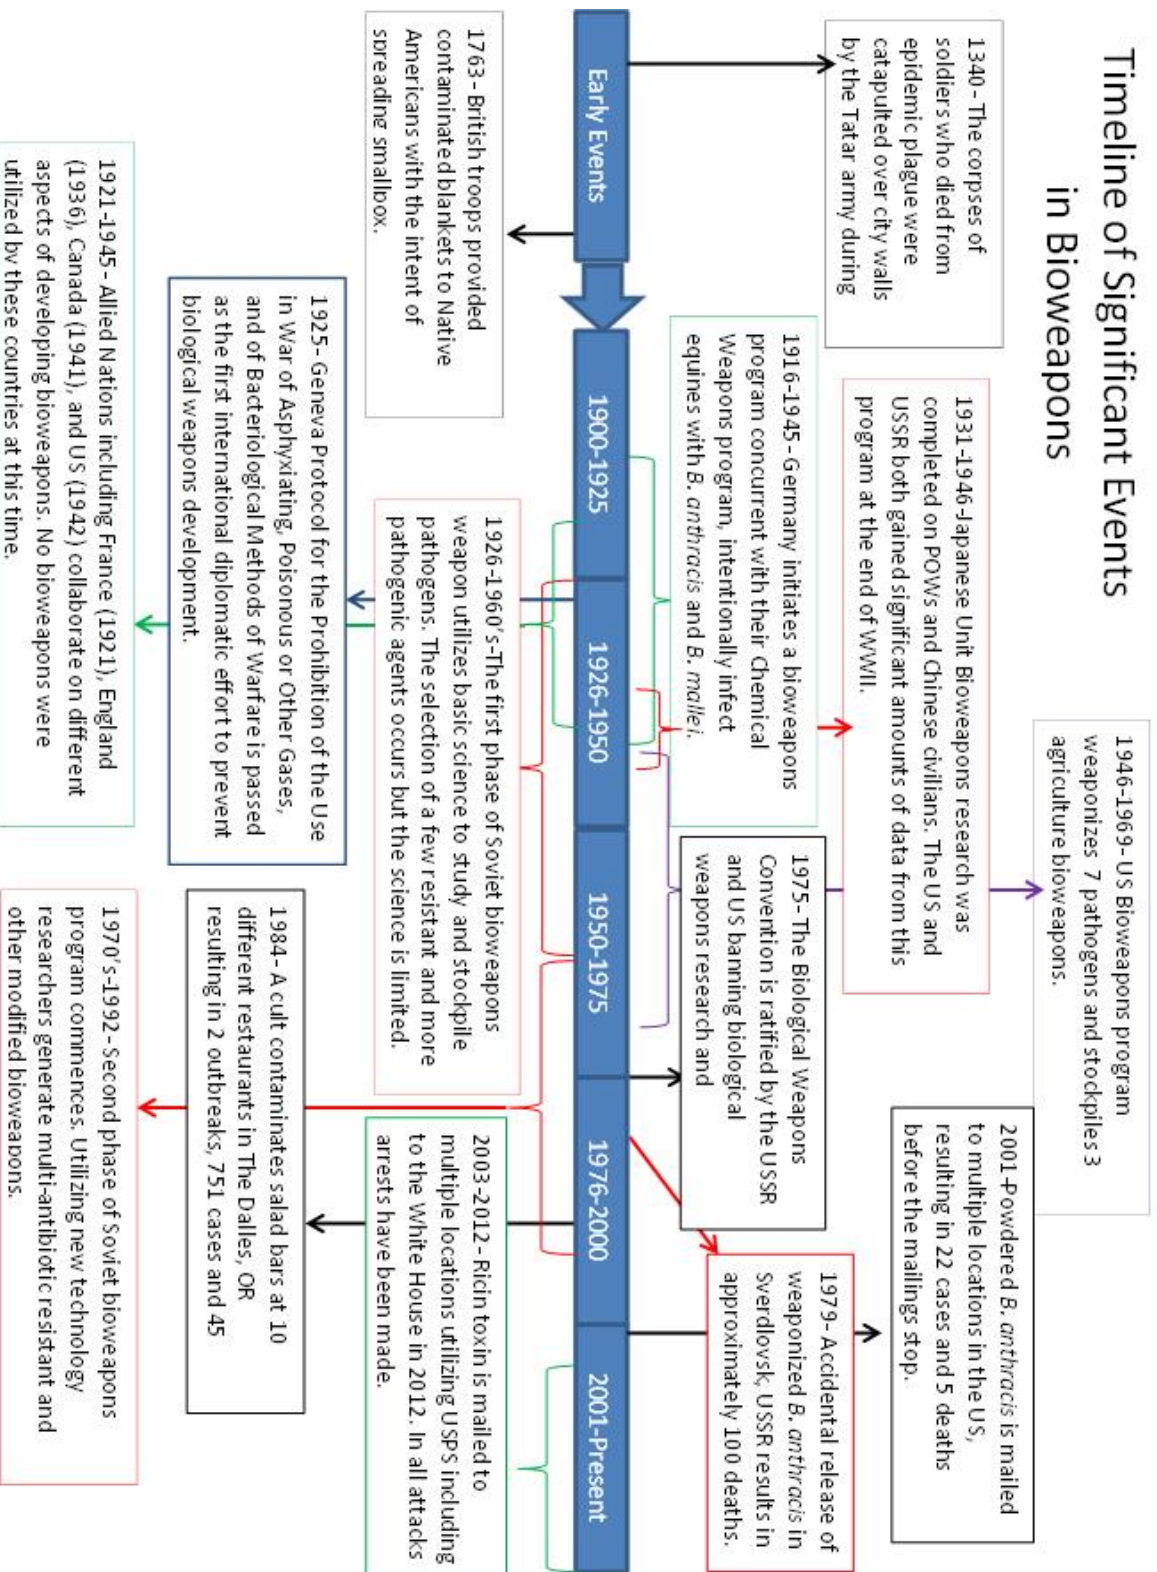 Timeline of Significant Events
in Bioweapons
1340- The corpses of
soldiers who died from
epidemic plague were
catapulted over city walls
by the Tatar army during
1916-1945 - Germany initiates a bioweapons
program concurrent with their Chemical
Weapons program, intentionally infect
equines with B. anthracis and B. mallei.
1931-1946-Japanese Unit Bioweapons research was
completed on POWs and Chinese civilians. The US and
USSR both gained significant amounts of data from this
program at the end of WWII.
1946-1969- US Bioweapons program
weaponizes 7 pathogens and stockpiles 3
agriculture bioweapons.
1975- The Biological Weapons
Convention is ratified by the USSR
and US banning biological
weapons research and
2001-Powdered B. anthracis is mailed
to multiple locations in the US,
resulting in 22 cases and 5 deaths
before the mailings stop.
1979- Accidental release of
weaponized B. anthracis in
Sverdlovsk, USSR results in
approximately 100 deaths.
Early Events
1900-1925
1926-1950
1950-1975
1976-2000
2001-Present
1763- British troops provided
contaminated blankets to Native
Americans with the intent of
spreading smallpox.
1926-1960's-The first phase of Soviet bioweapons
weapon utilizes basic science to study and stockpile
pathogens. The selection of a few resistant and more
pathogenic agents occurs but the science is limited.
2003-2012- Ricin toxin is mailed to
multiple locations utilizing USPS including
to the White House in 2012. In all attacks
arrests have been made.
1925- Geneva Protocol for the Prohibition of the Use
in War of Asphyxiating, Poisonous or Other Gases,
and of Bacteriological Methods of Warfare is passed
as the first international diplomatic effort to prevent
biological weapons development.
1984- A cult contaminates salad bars at 10
different restaurants in The Dalles, OR
resulting in 2 outbreaks, 751 cases and 45
1921-1945 - Allied Nations including France (1921), England
(1936), Canada (1941), and US (1942) collaborate on different
aspects of developing bioweapons. No bioweapons were
utilized by these countries at this time.
1970's-1992- Second phase of Soviet bioweapons
program commences. Utilizing new technology
researchers generate multi-antibiotic resistant and
other modified bioweapons.